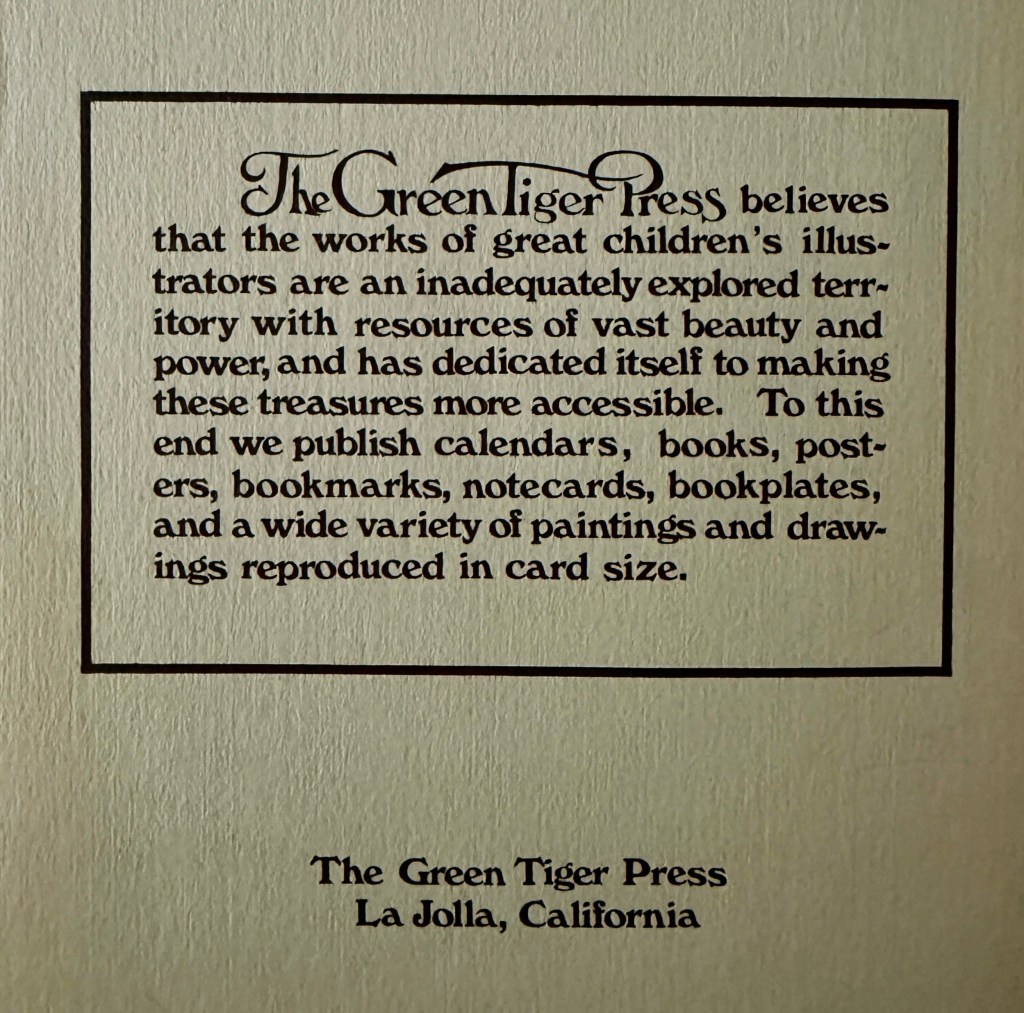 The Green Tiger Press believes
that the works of great children's illus-
trators are an inadequately explored terr-
itory with resources of vast beauty and
power, and has dedicated itself to making
these treasures more accessible. To this
end we publish calendars, books, post-
ers, bookmarks, notecards, bookplates,
and a wide variety of paintings and draw-
ings reproduced in card size.
The Green Tiger Press
La Jolla, California